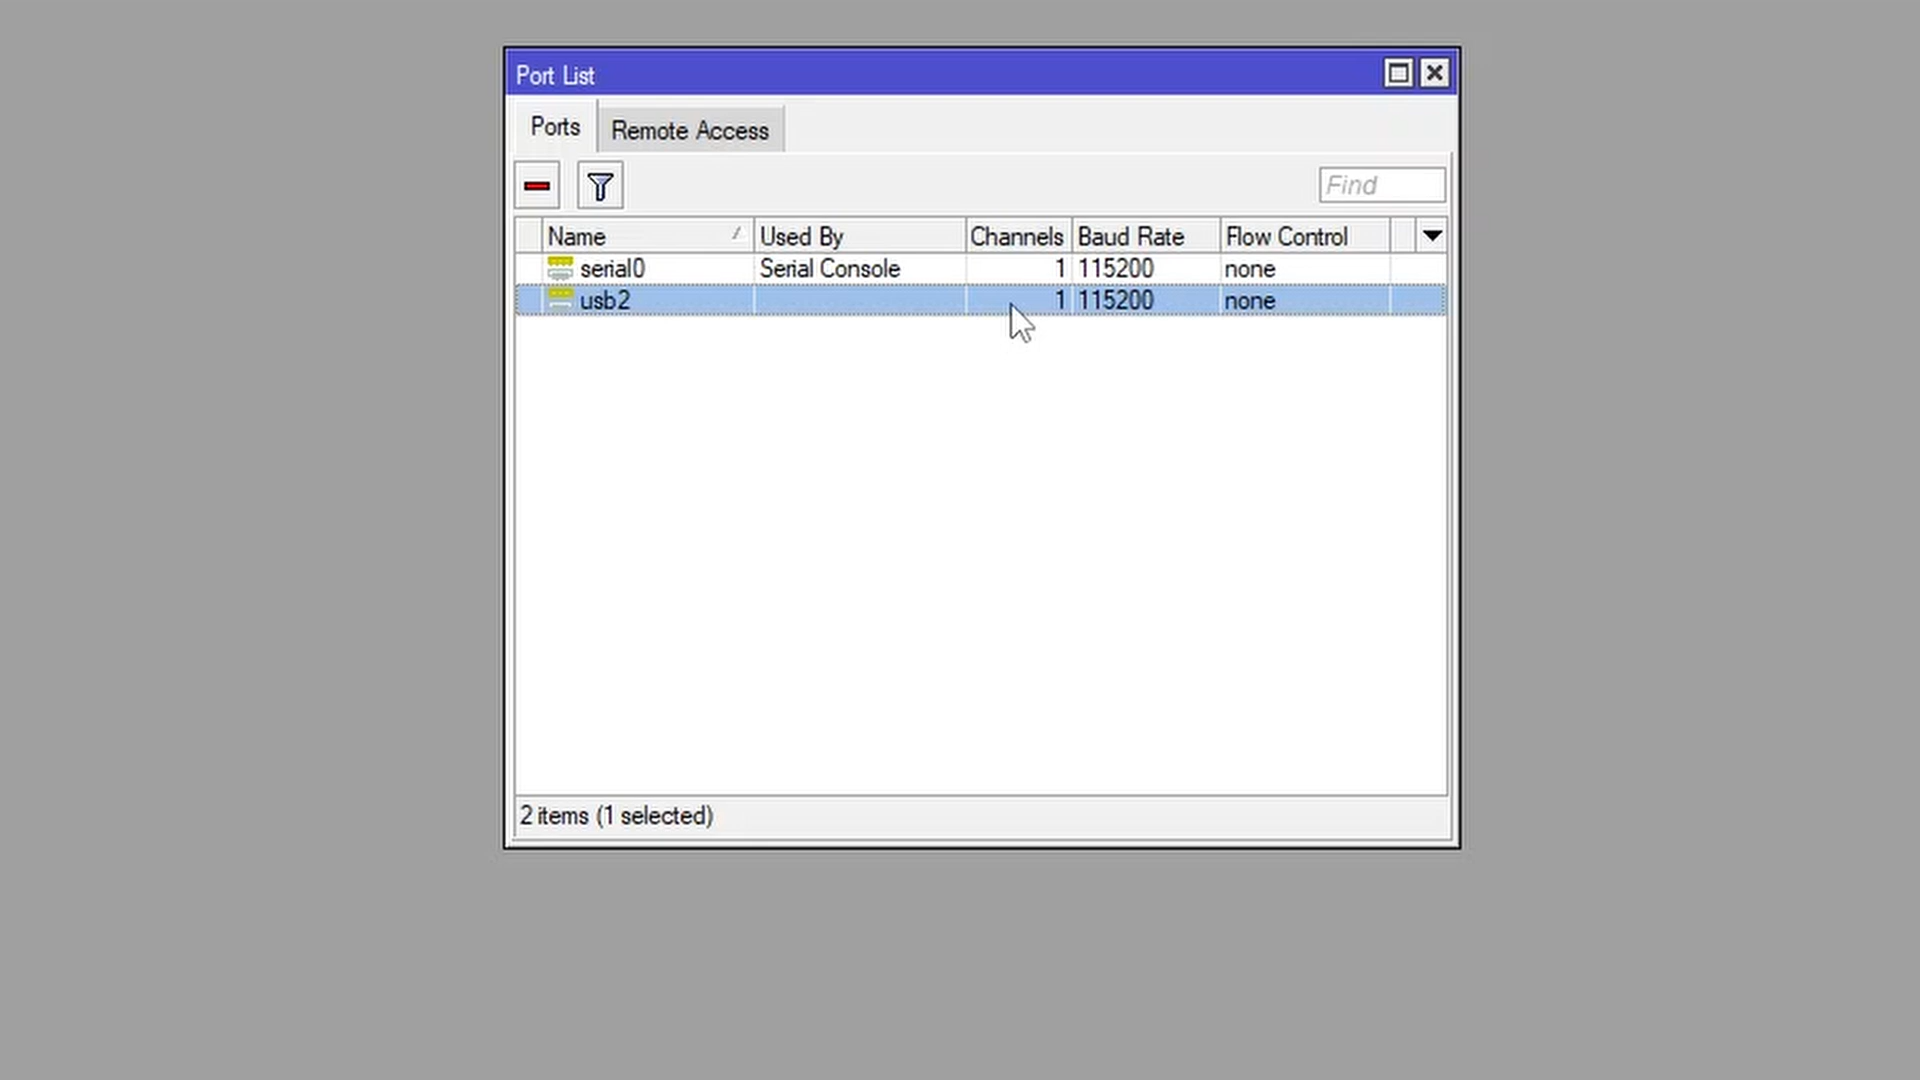 Port List
Ports Remote Access
Find
Name Used By Channels Baud Rate Flow Control
serial0 Serial Console 1 115200 none
usb2 1 115200 none
2 items (1 selected)